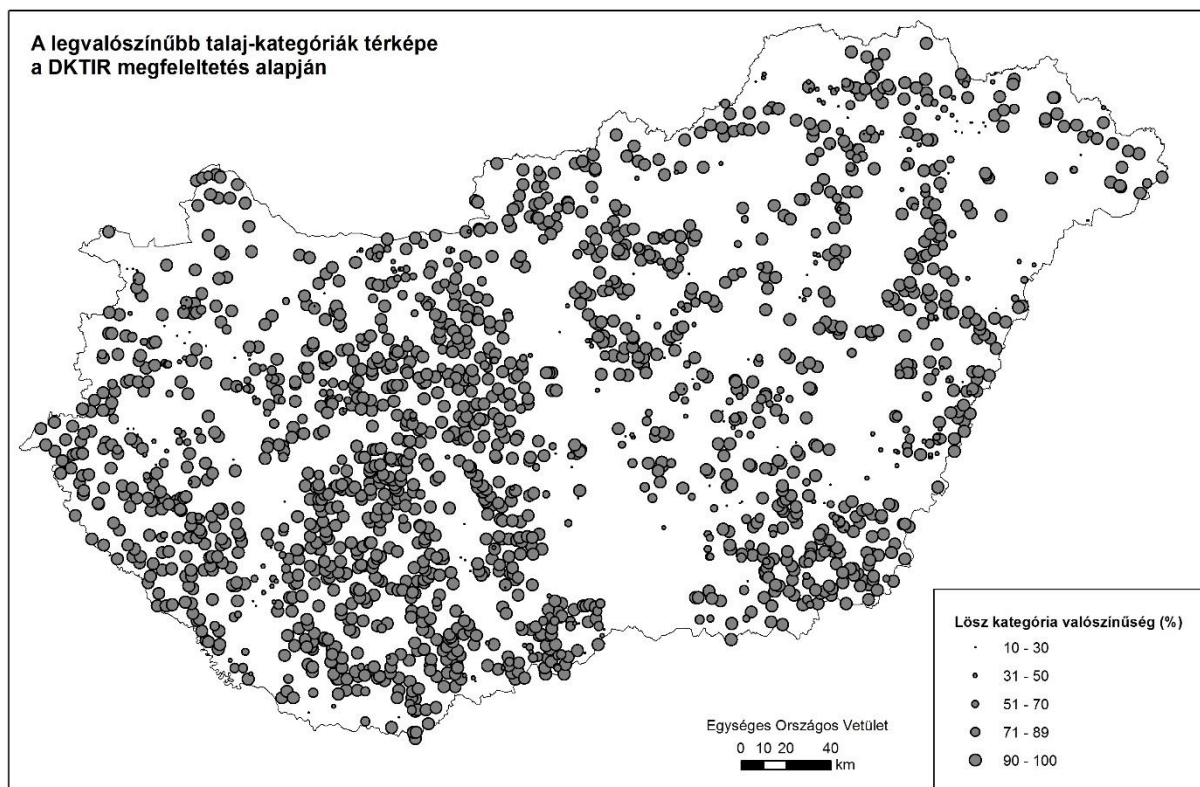 A legvalószínűbb talaj-kategóriák térképe
a DKTIR megfeleltetés alapján
Lösz kategória valószínűség (%)
10 - 30
31 - 50
51 - 70
71 - 89
90 - 100
Egységes Országos Vetület
0 10 20 40
km